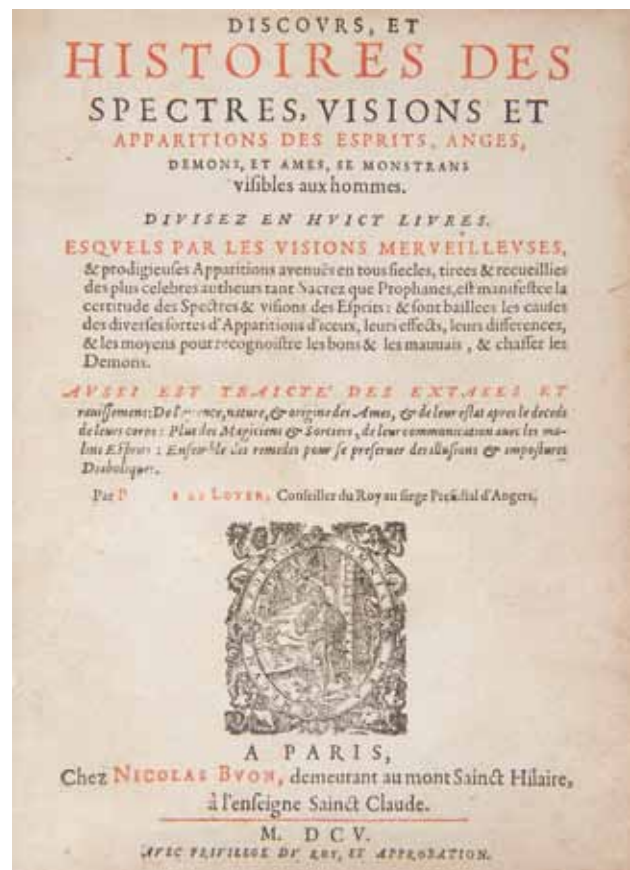 DISCOVRS, ET
HISTOIRES DES
SPECTRES, VISIONS ET
APPARITIONS DES ESPRITS, ANGES,
DEMONS, ET AMES, SE MONSTRANS
viſibles aux hommes.
DIVISEZ EN HVICT LIVRES.
ESQVELS PAR LES VISIONS MERVEILLEVSES,
& prodigieuſes Apparitions avenuës en tous ſiecles, tirees & recueillies
des plus celebres autheurs tant Sacrez que Prophanes, eſt manifeſtee la
certitude des Spectres & viſions des Eſprits : & ſont baillees les cauſes
des diverſes ſortes d'Apparitions d'iceux, leurs effects, leurs differences,
& les moyens pour recognoiſtre les bons & les mauuais, & chaſſer les
Demons.
AVSSI EST TRAICTE' DES EXTASES ET
rauiſſemens: De l' nature, & origine des Ames, & de leur eſtat apres le decedz
de leurs corps : Plus des Magiciens & Sorciers, de leur communication auec les ma-
lins Eſprits : Enſemble des remedes pour ſe preſeruer des illuſions & impoſtures
Diaboliques.
Par P LE LOYER, Conſeiller du Roy au ſiege Preſidial d'Angers.
A PARIS,
Chez NICOLAS BVON, demeurant au mont Sainct Hilaire,
à l'enſeigne Sainct Claude.
M. DCV.
AVEC PRIVILEGE DV ROY, ET APPROBATION.